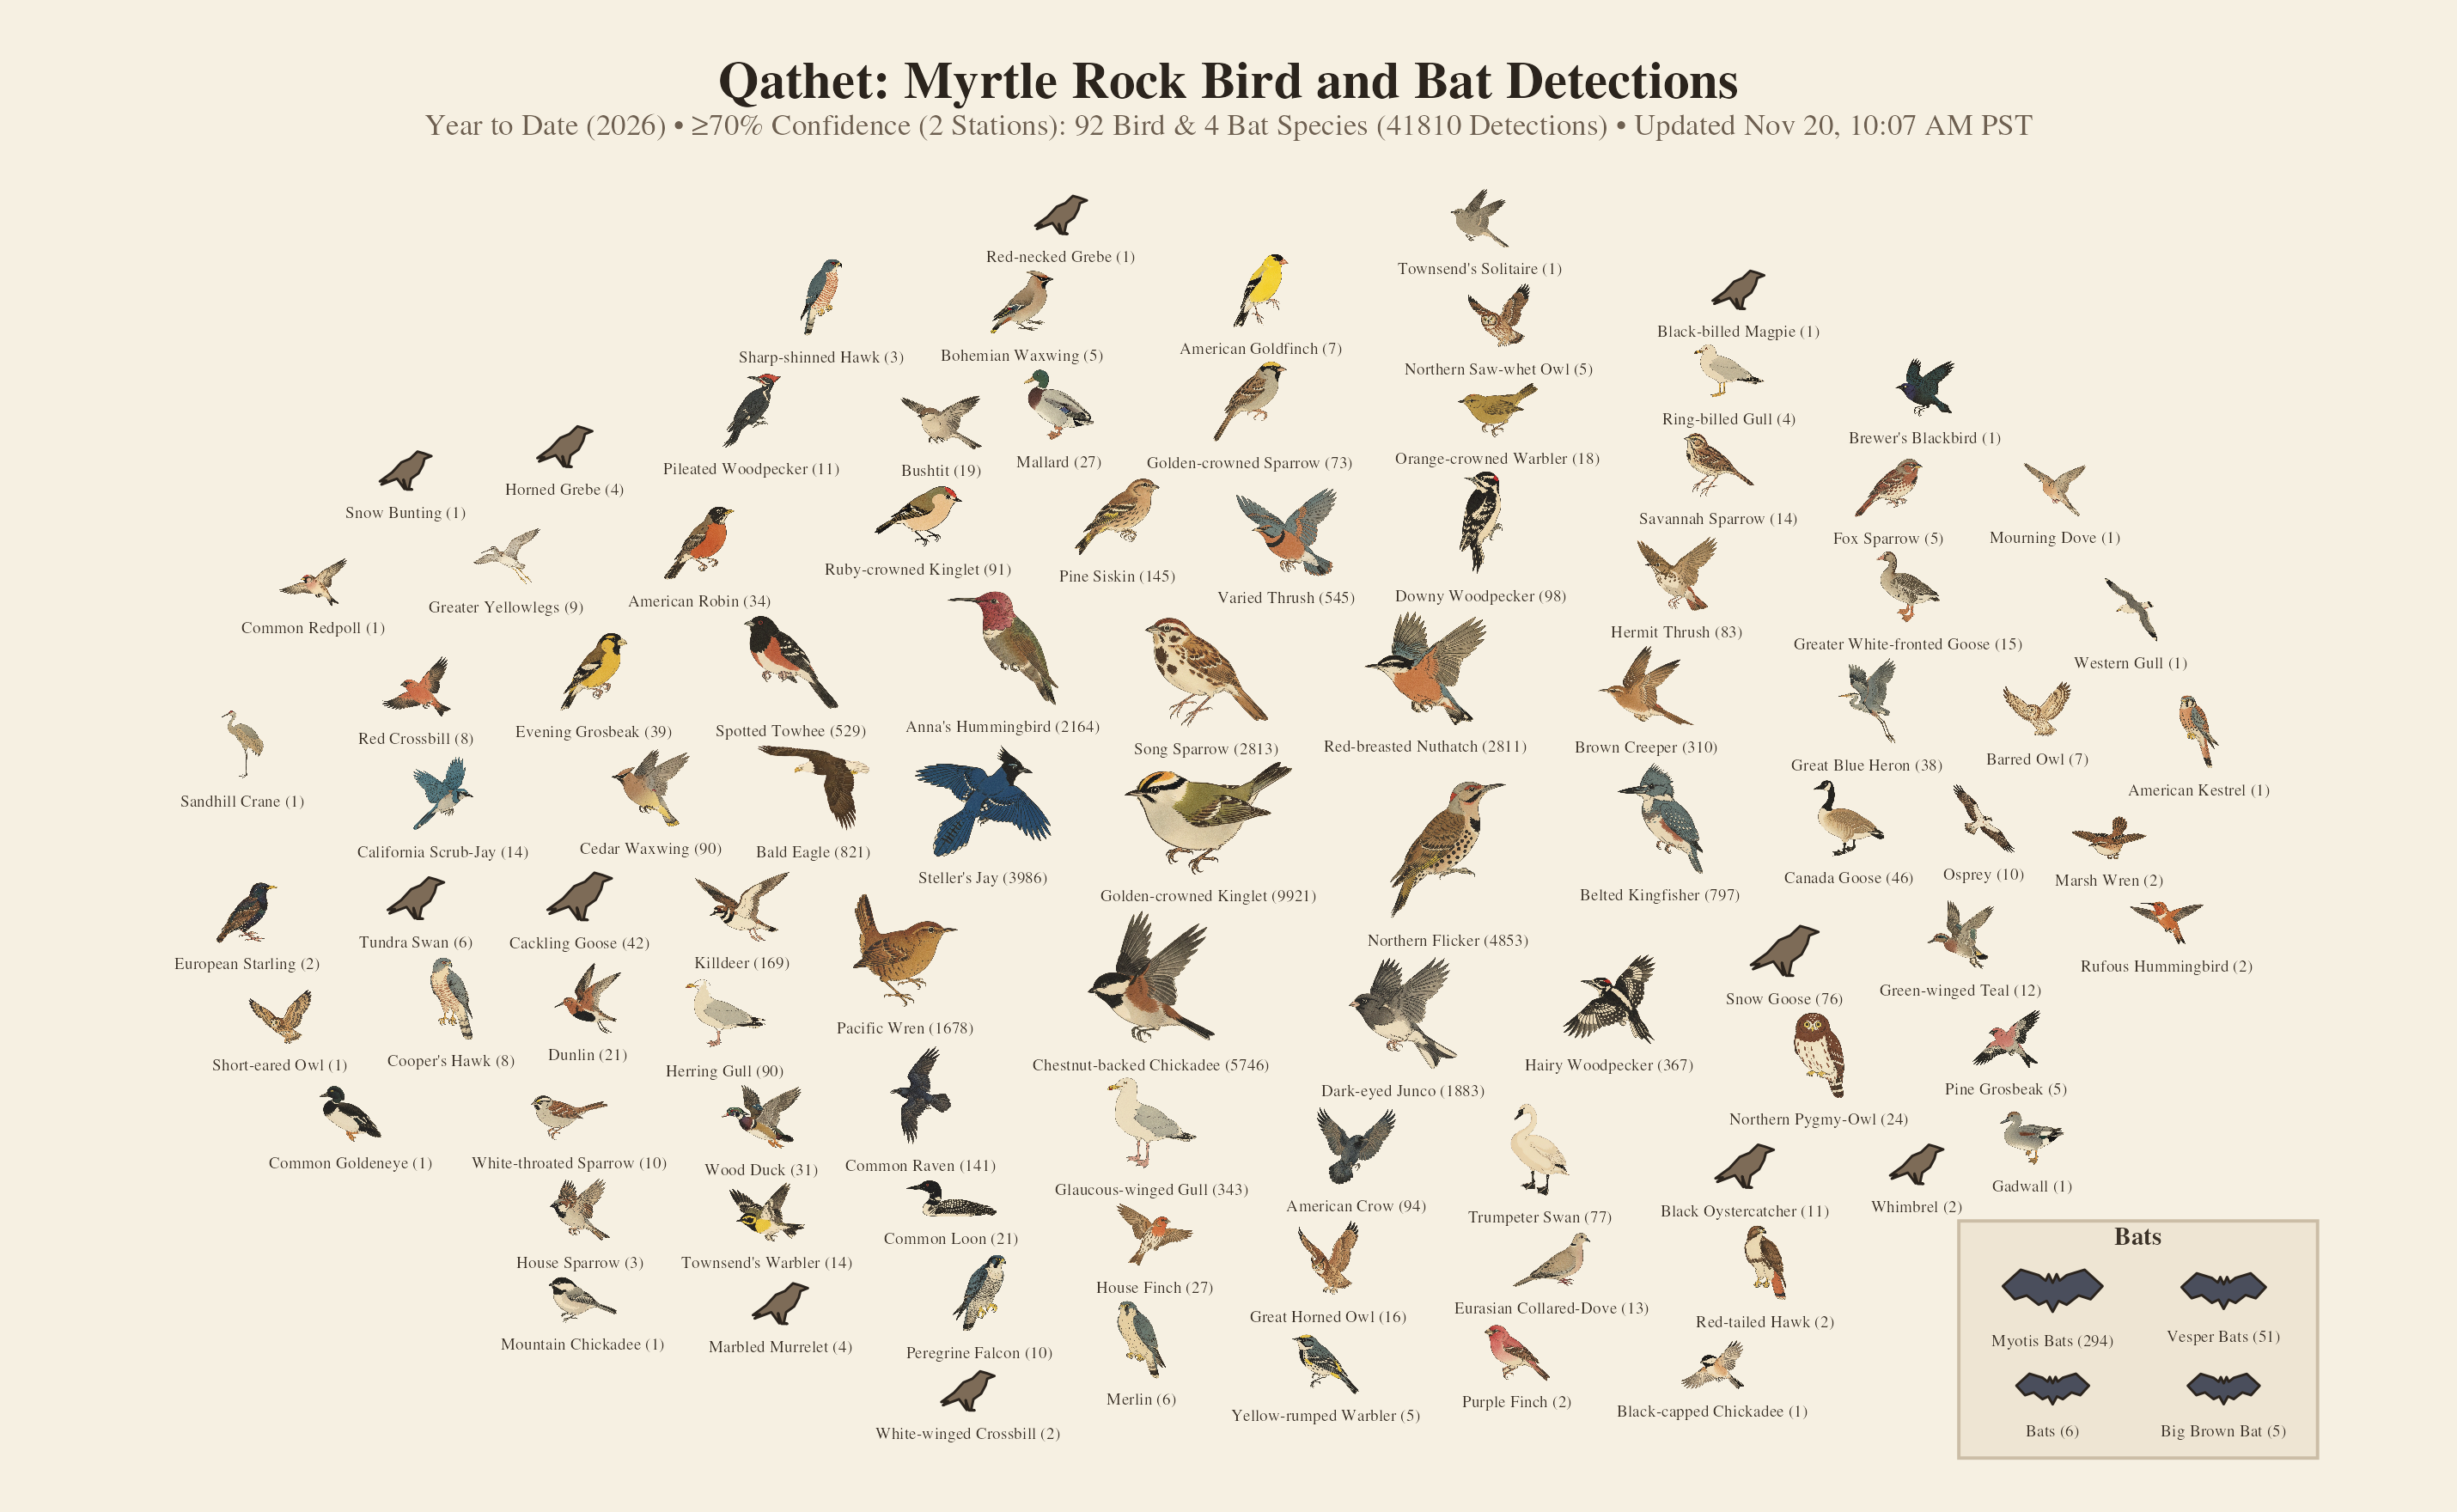 Qathet: Myrtle Rock Bird and Bat Detections
Year to Date (2026) • ≥70% Confidence (2 Stations): 92 Bird & 4 Bat Species (41810 Detections) • Updated Nov 20, 10:07 AM PST
Red-necked Grebe (1)
Townsend's Solitaire (1)
Black-billed Magpie (1)
Sharp-shinned Hawk (3)
Bohemian Waxwing (5)
American Goldfinch (7)
Northern Saw-whet Owl (5)
Ring-billed Gull (4)
Brewer's Blackbird (1)
Pileated Woodpecker (11)
Bushtit (19)
Mallard (27)
Golden-crowned Sparrow (73)
Orange-crowned Warbler (18)
Horned Grebe (4)
Snow Bunting (1)
Savannah Sparrow (14)
Fox Sparrow (5)
Mourning Dove (1)
Ruby-crowned Kinglet (91)
Pine Siskin (145)
Varied Thrush (545)
Downy Woodpecker (98)
Common Redpoll (1)
Greater Yellowlegs (9)
American Robin (34)
Hermit Thrush (83)
Greater White-fronted Goose (15)
Western Gull (1)
Red Crossbill (8)
Evening Grosbeak (39)
Spotted Towhee (529)
Anna's Hummingbird (2164)
Song Sparrow (2813)
Red-breasted Nuthatch (2811)
Brown Creeper (310)
Great Blue Heron (38)
Barred Owl (7)
American Kestrel (1)
Sandhill Crane (1)
California Scrub-Jay (14)
Cedar Waxwing (90)
Bald Eagle (821)
Steller's Jay (3986)
Golden-crowned Kinglet (9921)
Northern Flicker (4853)
Belted Kingfisher (797)
Canada Goose (46)
Osprey (10)
Marsh Wren (2)
European Starling (2)
Tundra Swan (6)
Cackling Goose (42)
Killdeer (169)
Pacific Wren (1678)
Snow Goose (76)
Green-winged Teal (12)
Rufous Hummingbird (2)
Short-eared Owl (1)
Cooper's Hawk (8)
Dunlin (21)
Herring Gull (90)
Chestnut-backed Chickadee (5746)
Dark-eyed Junco (1883)
Hairy Woodpecker (367)
Northern Pygmy-Owl (24)
Pine Grosbeak (5)
Common Goldeneye (1)
White-throated Sparrow (10)
Wood Duck (31)
Common Raven (141)
Glaucous-winged Gull (343)
American Crow (94)
Trumpeter Swan (77)
Black Oystercatcher (11)
Whimbrel (2)
Gadwall (1)
House Sparrow (3)
Townsend's Warbler (14)
Common Loon (21)
House Finch (27)
Great Horned Owl (16)
Eurasian Collared-Dove (13)
Red-tailed Hawk (2)
Mountain Chickadee (1)
Marbled Murrelet (4)
Peregrine Falcon (10)
Merlin (6)
Yellow-rumped Warbler (5)
Purple Finch (2)
Black-capped Chickadee (1)
White-winged Crossbill (2)
Bats
Myotis Bats (294)
Vesper Bats (51)
Bats (6)
Big Brown Bat (5)